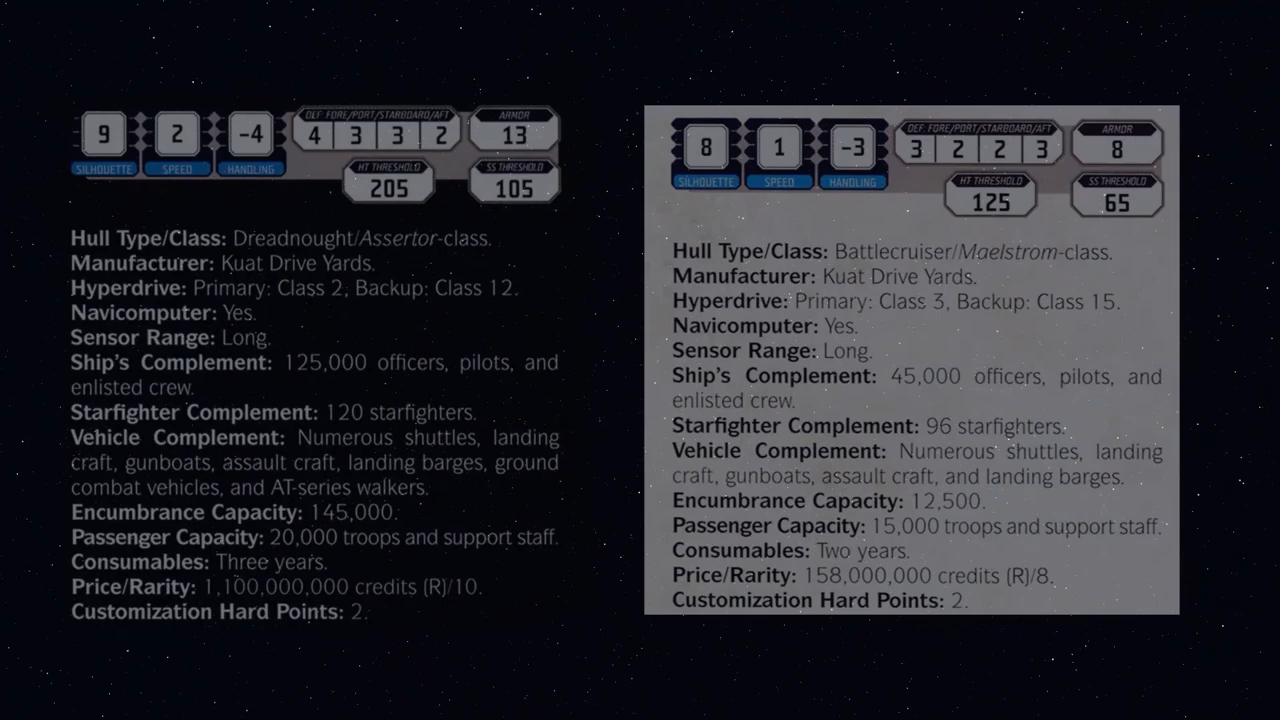 DEF. FORE/PORT/STARBOARD/AFT
ARMOR
9
2
-4
4 3 3 2
13
SILHOUETTE
SPEED
HANDLING
HT THRESHOLD
SS THRESHOLD
205
105
Hull Type/Class: Dreadnought/Assertor-class.
Manufacturer: Kuat Drive Yards.
Hyperdrive: Primary: Class 2, Backup: Class 12.
Navicomputer: Yes.
Sensor Range: Long.
Ship's Complement: 125,000 officers, pilots, and
enlisted crew.
Starfighter Complement: 120 starfighters.
Vehicle Complement: Numerous shuttles, landing
craft, gunboats, assault craft, landing barges, ground
combat vehicles, and AT-series walkers.
Encumbrance Capacity: 145,000.
Passenger Capacity: 20,000 troops and support staff.
Consumables: Three years.
Price/Rarity: 1,100,000,000 credits (R)/10.
Customization Hard Points: 2.
DEF. FORE/PORT/STARBOARD/AFT
ARMOR
8
1
-3
3 2 2 3
8
SILHOUETTE
SPEED
HANDLING
HT THRESHOLD
SS THRESHOLD
125
65
Hull Type/Class: Battlecruiser/Maelstrom-class.
Manufacturer: Kuat Drive Yards.
Hyperdrive: Primary: Class 3, Backup: Class 15.
Navicomputer: Yes.
Sensor Range: Long.
Ship's Complement: 45,000 officers, pilots, and
enlisted crew.
Starfighter Complement: 96 starfighters.
Vehicle Complement: Numerous shuttles, landing
craft, gunboats, assault craft, and landing barges.
Encumbrance Capacity: 12,500.
Passenger Capacity: 15,000 troops and support staff.
Consumables: Two years.
Price/Rarity: 158,000,000 credits (R)/8.
Customization Hard Points: 2.